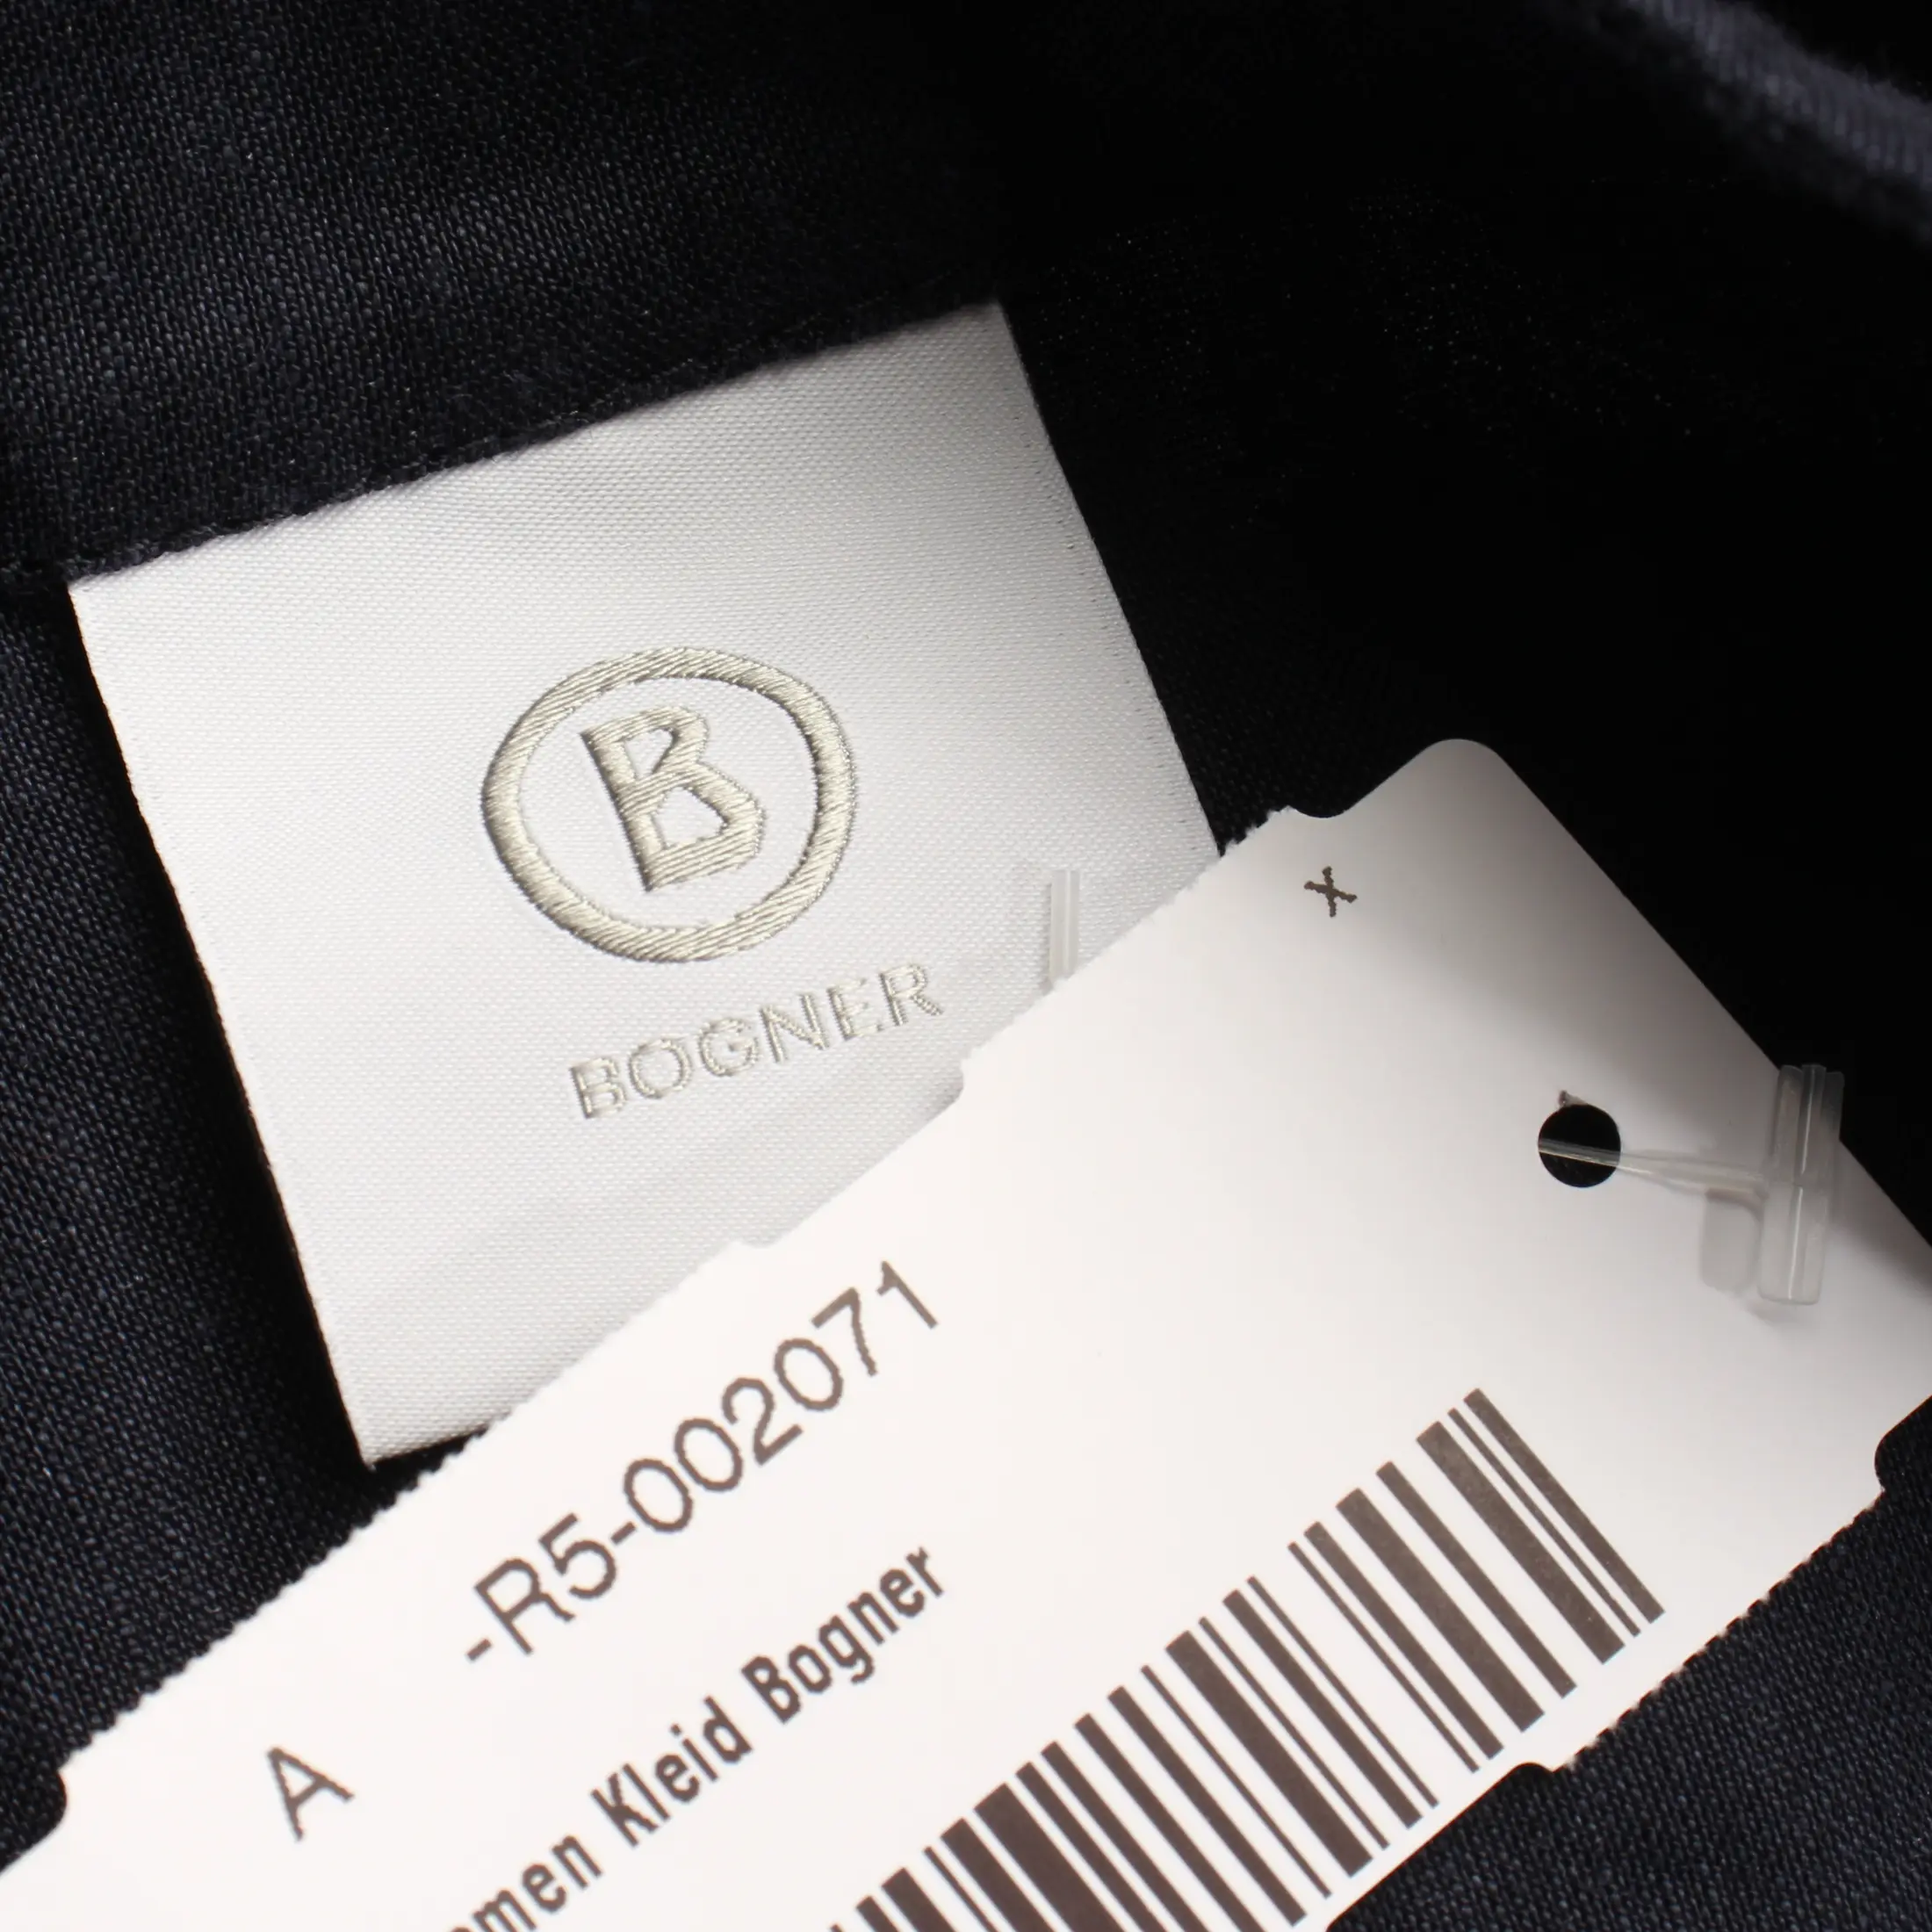 B
BOGNER
x
-R5-002071
A
Kleid Bogner